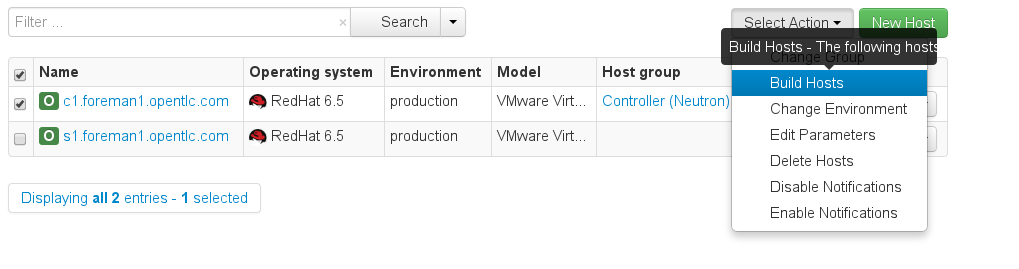 Filter ... × Search Select Action New Host
Build Hosts - The following hosts
Change Group
Name Operating system Environment Model Host group
Build Hosts
O c1.foreman1.opentlc.com RedHat 6.5 production VMware Virt... Controller (Neutron)
Change Environment
O s1.foreman1.opentlc.com RedHat 6.5 production VMware Virt...
Edit Parameters
Delete Hosts
Disable Notifications
Displaying all 2 entries - 1 selected
Enable Notifications